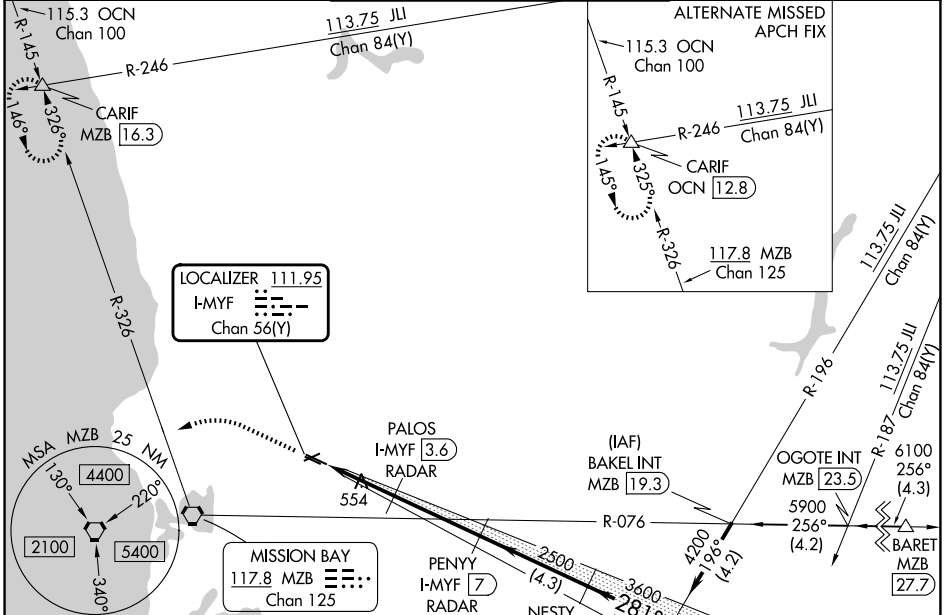 115.3 OCN
Chan 100
R-145
113.75 JLI
Chan 84(Y)
R-246
CARIF
MZB 16.3
146°
326°
R-326
ALTERNATE MISSED
APCH FIX
115.3 OCN
Chan 100
R-145
113.75 JLI
Chan 84(Y)
R-246
CARIF
OCN 12.8
145°
325°
R-326
117.8 MZB
Chan 125
LOCALIZER 111.95
I-MYF
Chan 56(Y)
113.75 JLI
Chan 84(Y)
R-196
113.75 JLI
Chan 84(Y)
R-187
PALOS
I-MYF 3.6
RADAR
554
(IAF)
BAKEL INT
MZB 19.3
OGOTE INT
MZB 23.5
6100
256°
(4.3)
5900
256°
(4.2)
BARET
MZB
27.7
R-076
4200
196°
(4.2)
MSA MZB 25 NM
130°
4400
220°
2100
5400
340°
MISSION BAY
117.8 MZB
Chan 125
PENYY
I-MYF 7
RADAR
2500
(4.3)
3600
NESTY